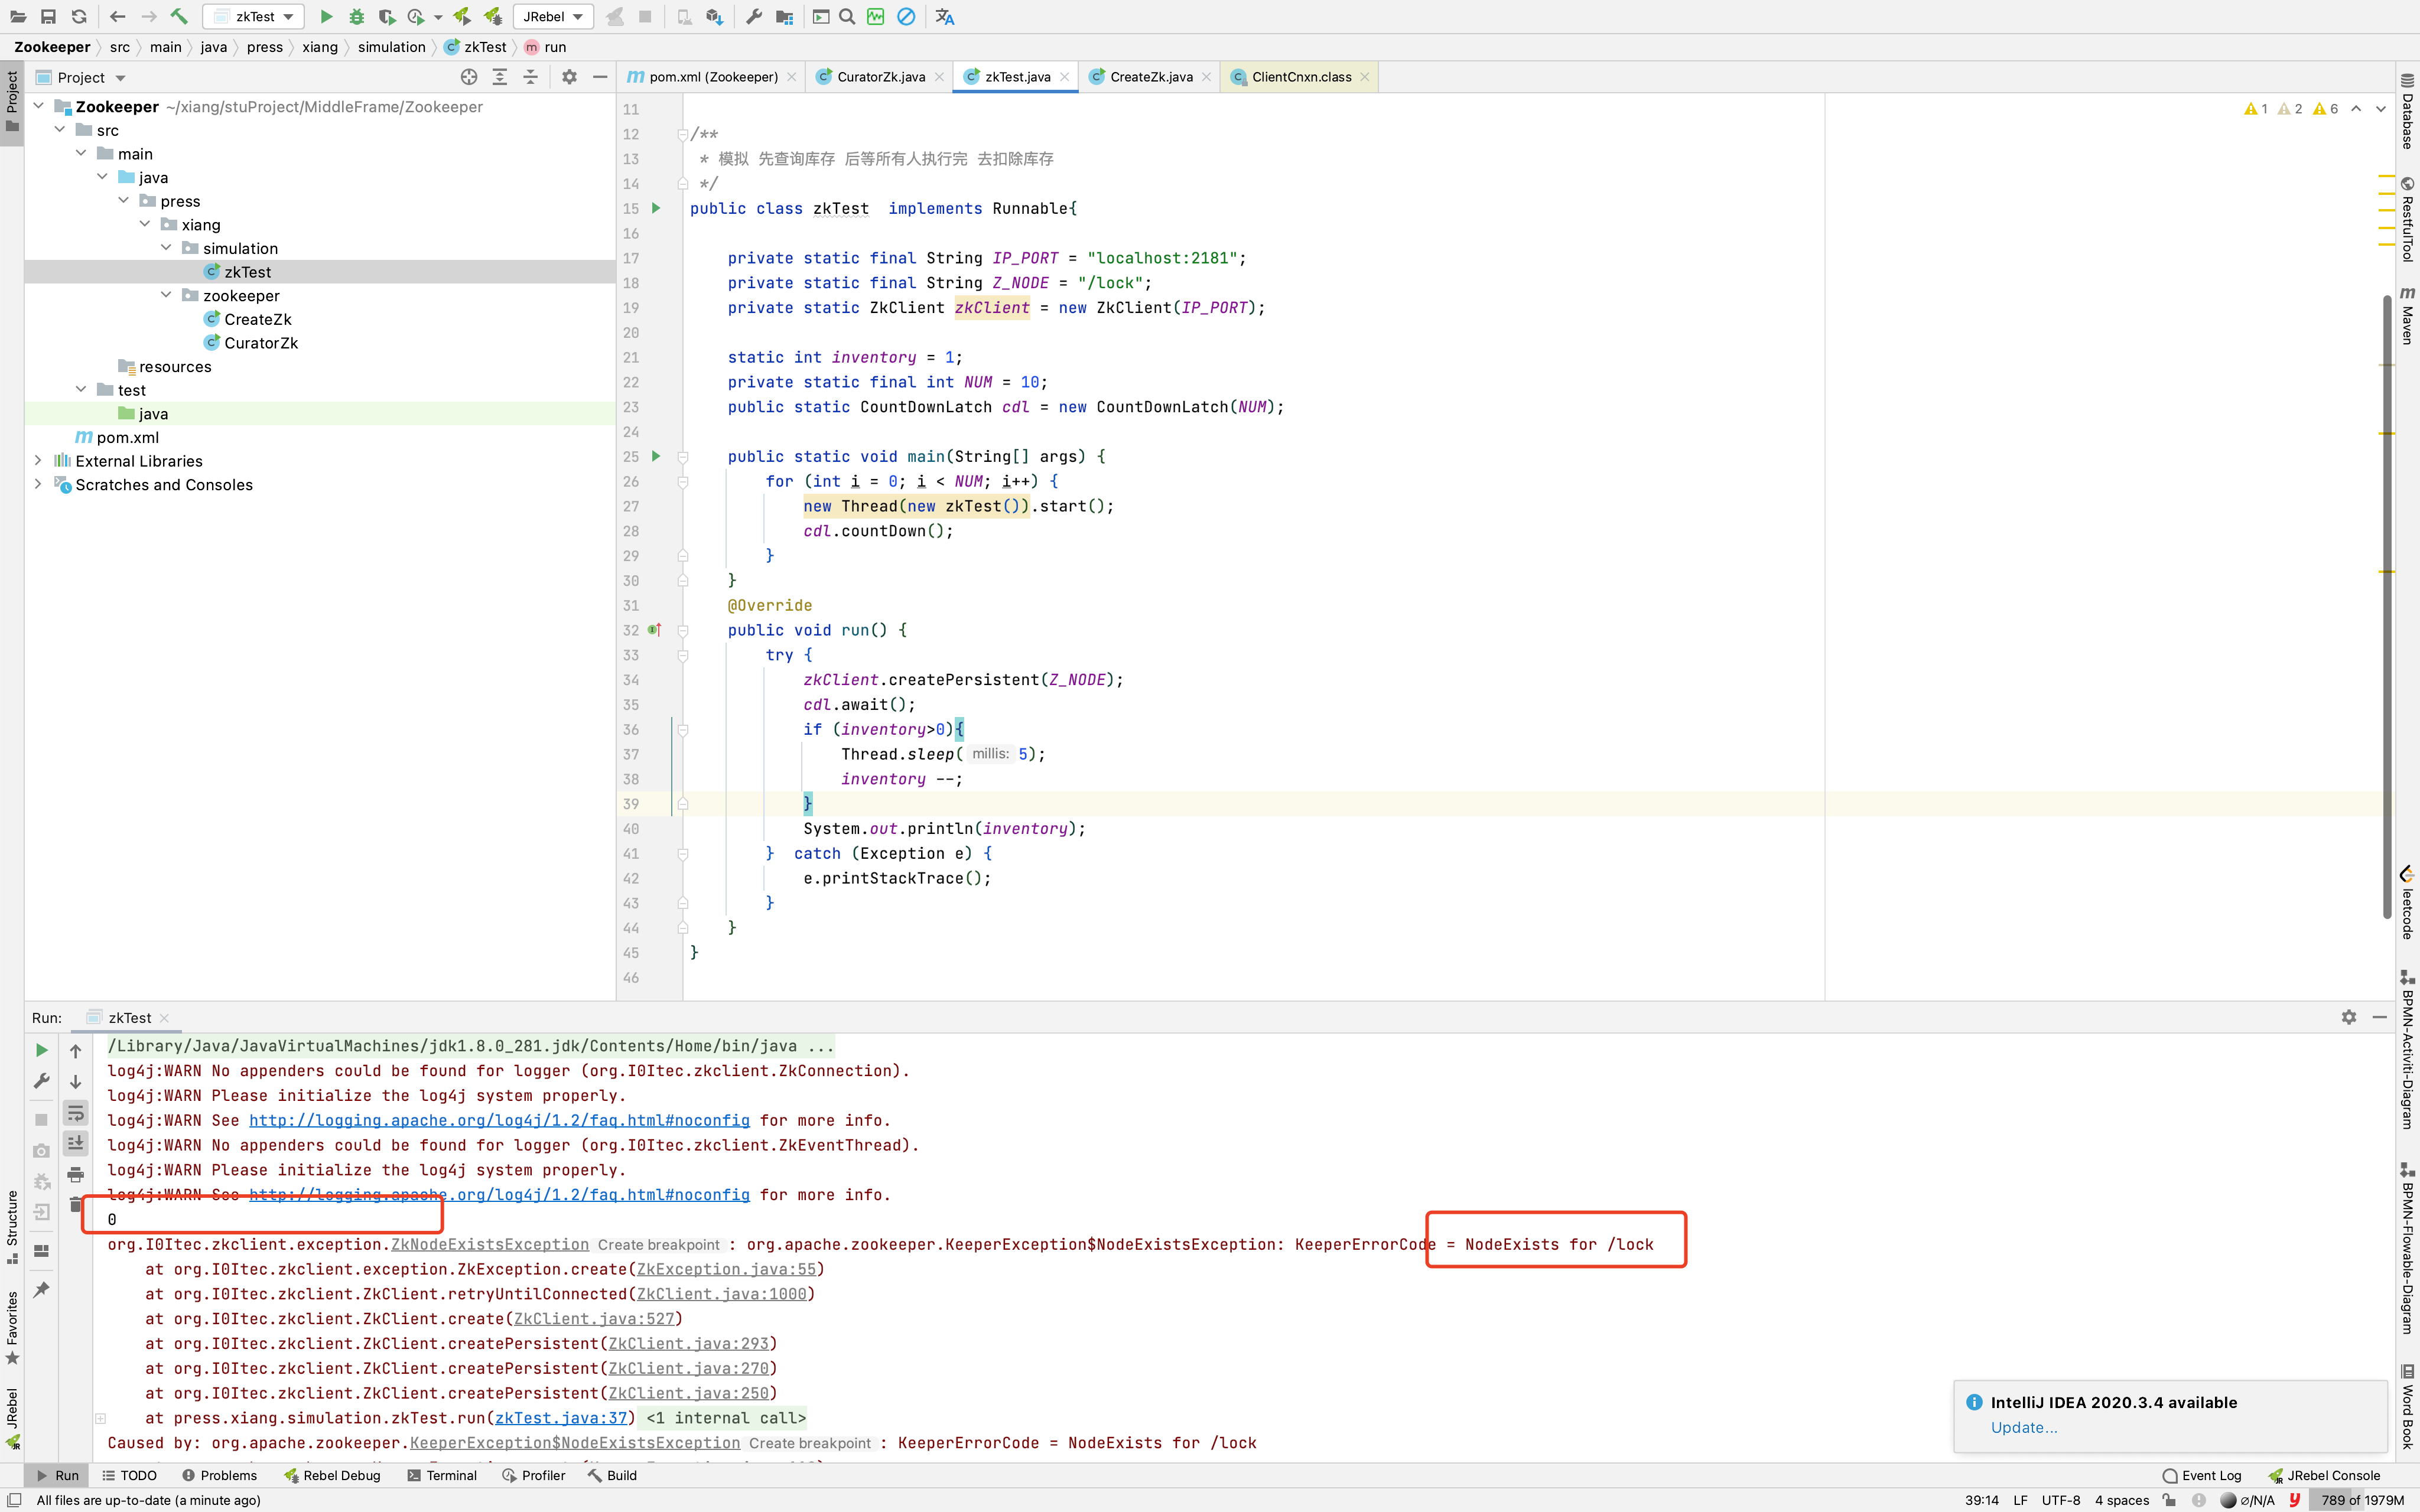 zkTest
JRebel
Zookeeper src main java press xiang simulation zkTest run
Project
pom.xml (Zookeeper)
CuratorZk.java
zkTest.java
CreateZk.java
ClientCnxn.class
Project
Zookeeper ~/xiang/stuProject/MiddleFrame/Zookeeper
src
main
java
press
xiang
simulation
zkTest
zookeeper
CreateZk
CuratorZk
resources
test
java
pom.xml
External Libraries
Scratches and Consoles
1 2 6
11
12 /**
13 * 模拟 先查询库存 后等所有人执行完 去扣除库存
14 */
15 public class zkTest implements Runnable{
16
17 private static final String IP_PORT = "localhost:2181";
18 private static final String Z_NODE = "/lock";
19 private static ZkClient zkClient = new ZkClient(IP_PORT);
20
21 static int inventory = 1;
22 private static final int NUM = 10;
23 public static CountDownLatch cdl = new CountDownLatch(NUM);
24
25 public static void main(String[] args) {
26 for (int i = 0; i < NUM; i++) {
27 new Thread(new zkTest()).start();
28 cdl.countDown();
29 }
30 }
31 @Override
32 public void run() {
33 try {
34 zkClient.createPersistent(Z_NODE);
35 cdl.await();
36 if (inventory>0){
37 Thread.sleep( millis: 5);
38 inventory --;
39 }
40 System.out.println(inventory);
41 } catch (Exception e) {
42 e.printStackTrace();
43 }
44 }
45 }
46
Database
RestfulTool
Maven
leetcode
BPMN-Activiti-Diagram
BPMN-Flowable-Diagram
Word Book
Structure
Favorites
JRebel
Run: zkTest
/Library/Java/JavaVirtualMachines/jdk1.8.0_281.jdk/Contents/Home/bin/java ...
log4j:WARN No appenders could be found for logger (org.I0Itec.zkclient.ZkConnection).
log4j:WARN Please initialize the log4j system properly.
log4j:WARN See http://logging.apache.org/log4j/1.2/faq.html#noconfig for more info.
log4j:WARN No appenders could be found for logger (org.I0Itec.zkclient.ZkEventThread).
log4j:WARN Please initialize the log4j system properly.
log4j:WARN See http://logging.apache.org/log4j/1.2/faq.html#noconfig for more info.
0
org.I0Itec.zkclient.exception.ZkNodeExistsException Create breakpoint : org.apache.zookeeper.KeeperException$NodeExistsException: KeeperErrorCode = NodeExists for /lock
at org.I0Itec.zkclient.exception.ZkException.create(ZkException.java:55)
at org.I0Itec.zkclient.ZkClient.retryUntilConnected(ZkClient.java:1000)
at org.I0Itec.zkclient.ZkClient.create(ZkClient.java:527)
at org.I0Itec.zkclient.ZkClient.createPersistent(ZkClient.java:293)
at org.I0Itec.zkclient.ZkClient.createPersistent(ZkClient.java:270)
at org.I0Itec.zkclient.ZkClient.createPersistent(ZkClient.java:250)
at press.xiang.simulation.zkTest.run(zkTest.java:37) <1 internal call>
Caused by: org.apache.zookeeper.KeeperException$NodeExistsException Create breakpoint : KeeperErrorCode = NodeExists for /lock
IntelliJ IDEA 2020.3.4 available
Update...
Run TODO Problems Rebel Debug Terminal Profiler Build Event Log JRebel Console
All files are up-to-date (a minute ago) 39:14 LF UTF-8 4 spaces ⌀/N/A 789 of 1979M